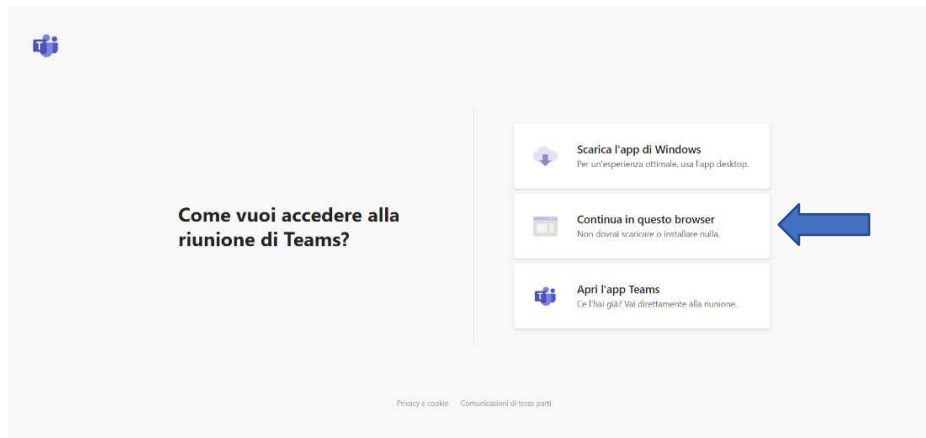 Come vuoi accedere alla
riunione di Teams?
Scarica l'app di Windows
Per un'esperienza ottimale, usa l'app desktop.
Continua in questo browser
Non dovrai scaricare o installare nulla.
Apri l'app Teams
Ce l'hai già? Vai direttamente alla riunione.
Privacy e cookie Comunicazioni di terze parti